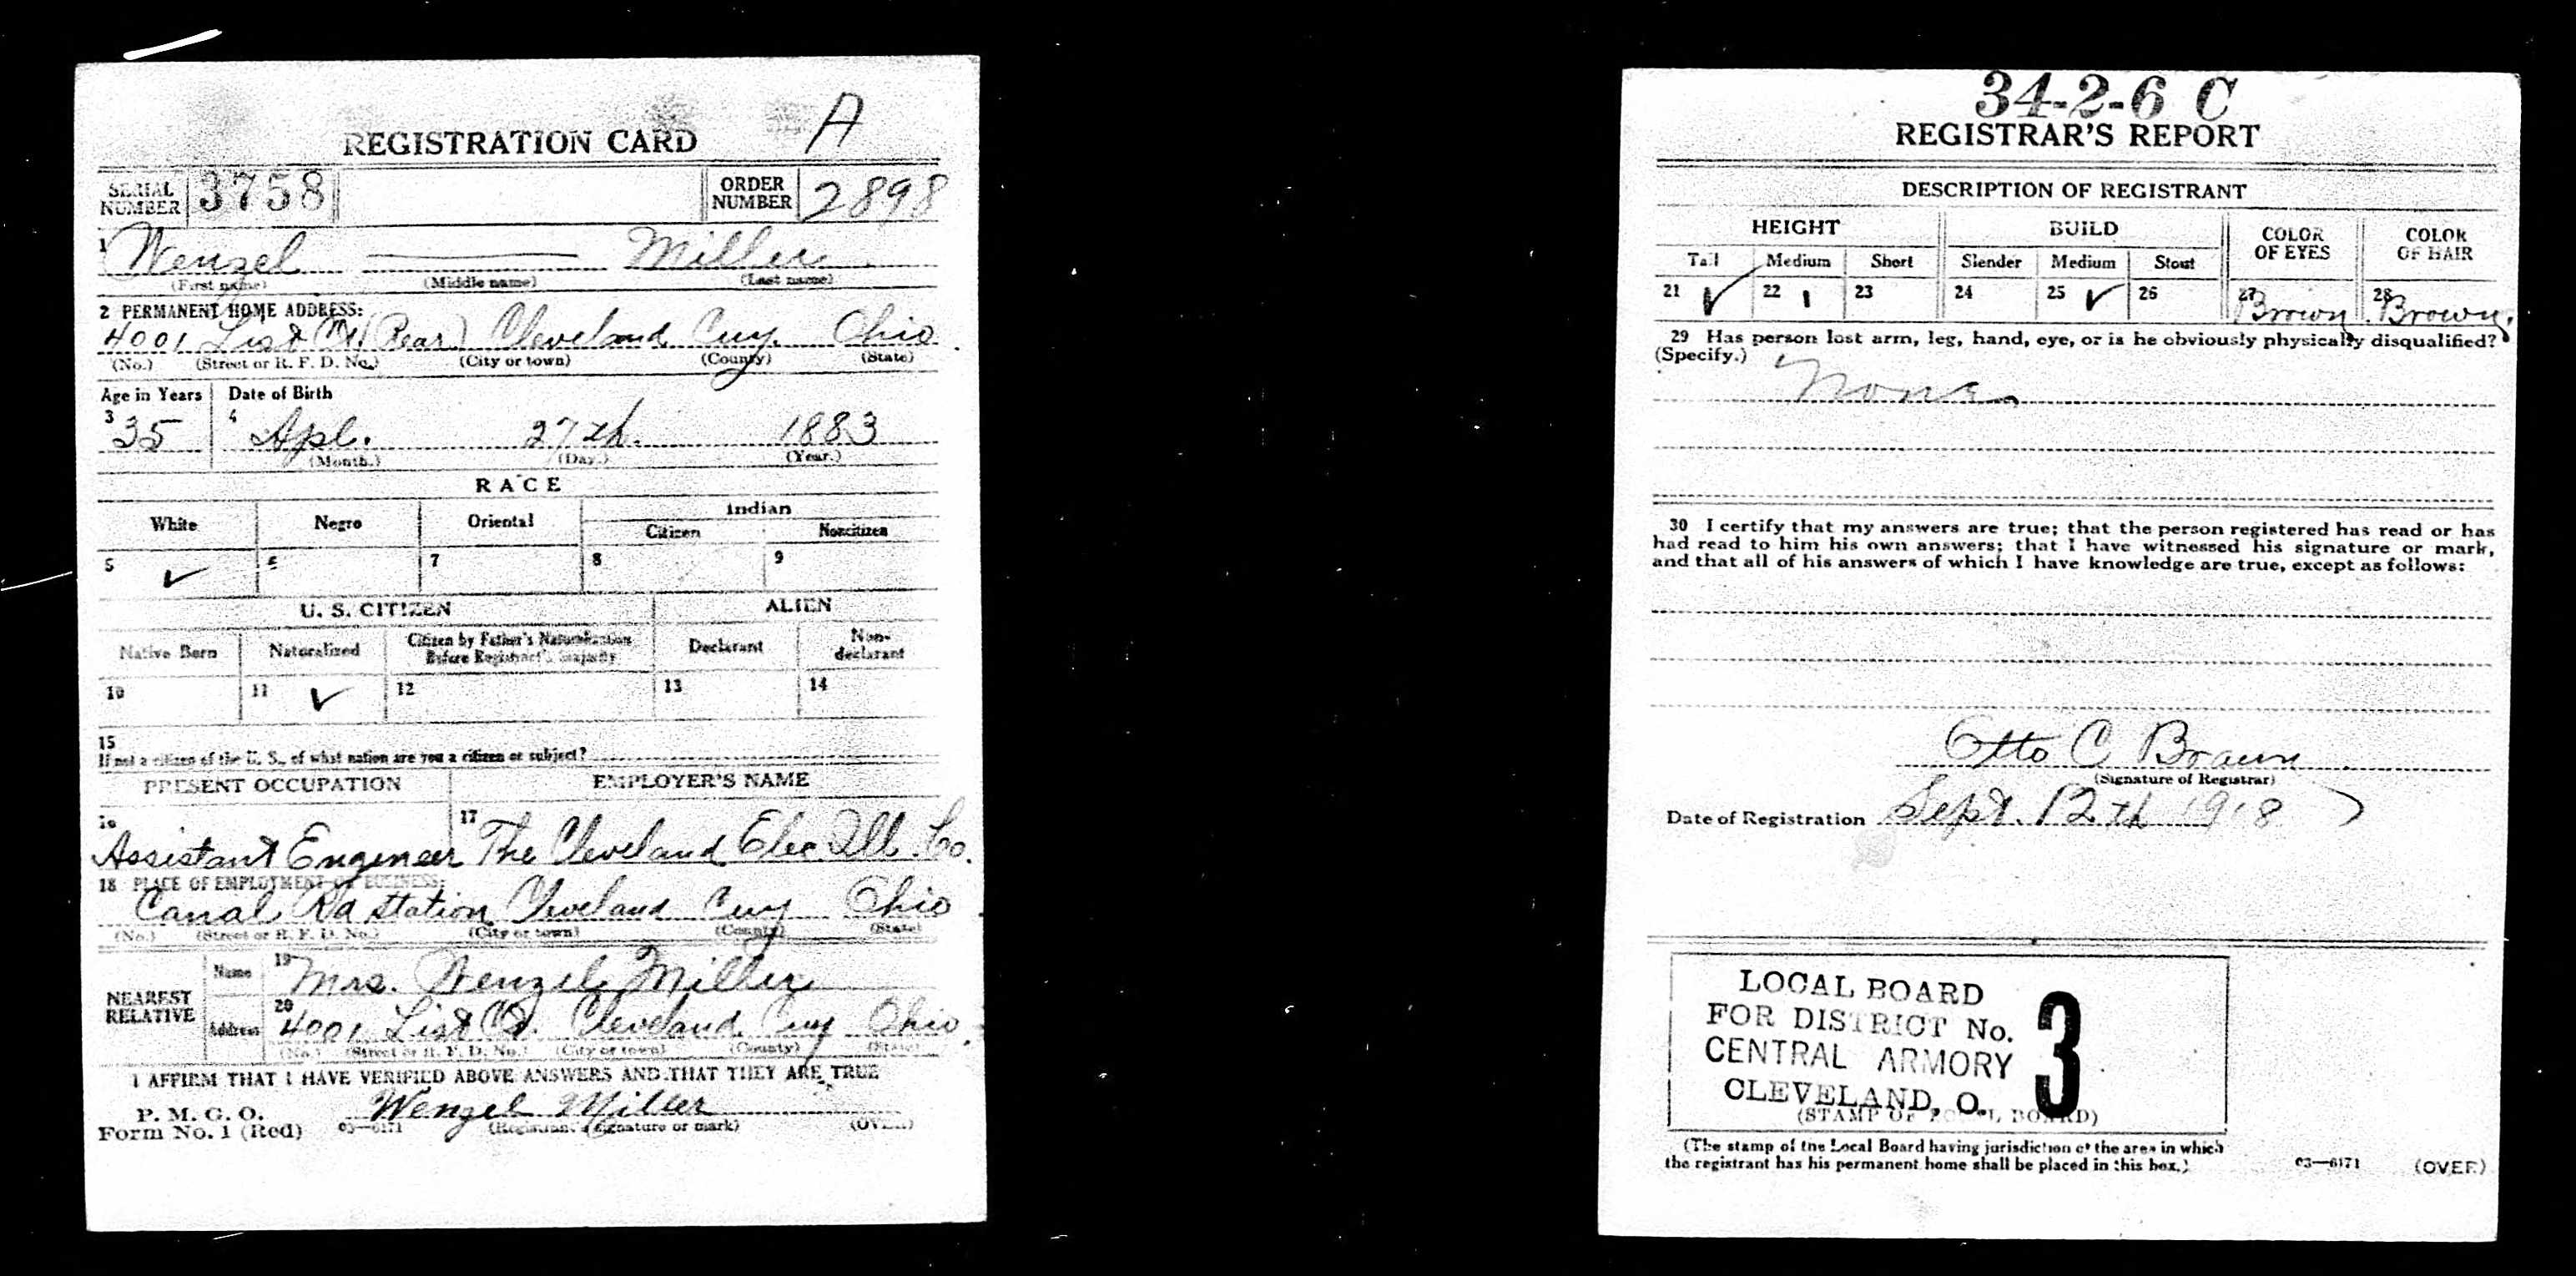 A
REGISTRATION CARD
SERIAL NUMBER 3758 ORDER NUMBER 2898
1 Wenzel Miller
(First name) (Middle name) (Last name)
2 PERMANENT HOME ADDRESS:
4001 List Ct (Rear) Cleveland Cuy. Ohio
(No.) (Street or R. F. D. No.) (City or town) (County) (State)
Age in Years Date of Birth
3 35 4 Apl. 27th. 1883
(Month.) (Day.) (Year.)
RACE
White Negro Oriental Indian
Citizen Noncitizen
5 ✓ 6 7 8 9
U. S. CITIZEN ALIEN
Native Born Naturalized Citizen by Father's Naturalization Before Registrant's Majority Declarant Non-declarant
10 11 ✓ 12 13 14
15
If not a citizen of the U. S., of what nation are you a citizen or subject?
PRESENT OCCUPATION EMPLOYER'S NAME
16 Assistant Engineer 17 The Cleveland Elec. Ill. Co.
18 PLACE OF EMPLOYMENT OR BUSINESS:
Canal Rd station Cleveland Cuy Ohio
(No.) (Street or R. F. D. No.) (City or town) (County) (State)
NEAREST RELATIVE
Name 19 Mrs. Wenzel Miller
Address 20 4001 List Ct. Cleveland Cuy Ohio
(No.) (Street or R. F. D. No.) (City or town) (County) (State)
I AFFIRM THAT I HAVE VERIFIED ABOVE ANSWERS AND THAT THEY ARE TRUE
P. M. G. O.
Form No. 1 (Red) 03—6171 Wenzel Miller
(Registrant's signature or mark) (OVER)
34-2-6 C
REGISTRAR'S REPORT
DESCRIPTION OF REGISTRANT
HEIGHT BUILD COLOR OF EYES COLOR OF HAIR
Tall Medium Short Slender Medium Stout
21 ✓ 22 23 24 25 ✓ 26 27 Brown 28 Brown.
29 Has person lost arm, leg, hand, eye, or is he obviously physically disqualified?
(Specify.)
None
30 I certify that my answers are true; that the person registered has read or has
had read to him his own answers; that I have witnessed his signature or mark,
and that all of his answers of which I have knowledge are true, except as follows:
Otto C Braun
(Signature of Registrar)
Date of Registration Sept. 12th 1918
LOCAL BOARD
FOR DISTRICT No. 3
CENTRAL ARMORY
CLEVELAND, O.
(STAMP OF LOCAL BOARD)
(The stamp of the Local Board having jurisdiction of the area in which
the registrant has his permanent home shall be placed in this box.)
03—6171 (OVER)